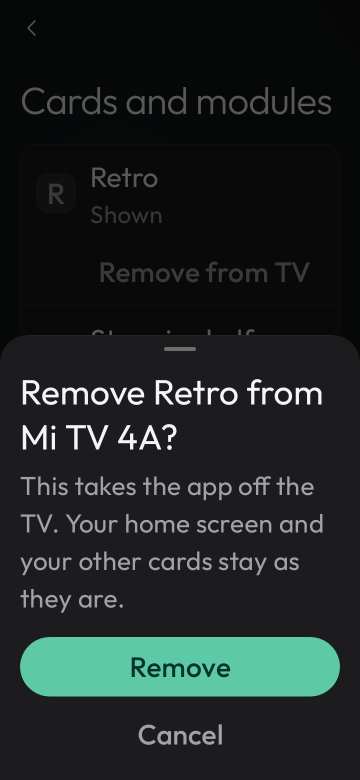 Cards and modules
R
Retro
Shown
Remove from TV
Remove Retro from
Mi TV 4A?
This takes the app off the
TV. Your home screen and
your other cards stay as
they are.
Remove
Cancel